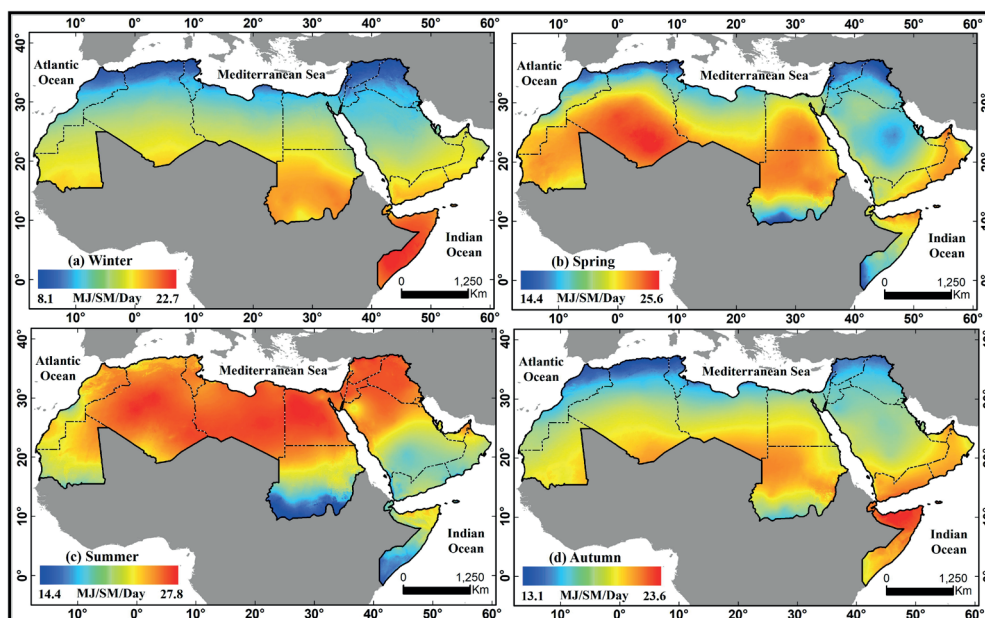 10° 0° 10° 20° 30° 40° 50° 60°
40°
30°
20°
10°
0°
Atlantic
Ocean
Mediterranean Sea
Indian
Ocean
(a) Winter
8.1 MJ/SM/Day 22.7
0 1,250
Km
10° 0° 10° 20° 30° 40° 50° 60°
Atlantic
Ocean
Mediterranean Sea
Indian
Ocean
(b) Spring
14.4 MJ/SM/Day 25.6
0 1,250
Km
20°
10°
0°
40°
30°
20°
10°
0°
Atlantic
Ocean
Mediterranean Sea
Indian
Ocean
(c) Summer
14.4 MJ/SM/Day 27.8
0 1,250
Km
10° 0° 10° 20° 30° 40° 50° 60°
Atlantic
Ocean
Mediterranean Sea
Indian
Ocean
(d) Autumn
13.1 MJ/SM/Day 23.6
0 1,250
Km
10° 0° 10° 20° 30° 40° 50° 60°